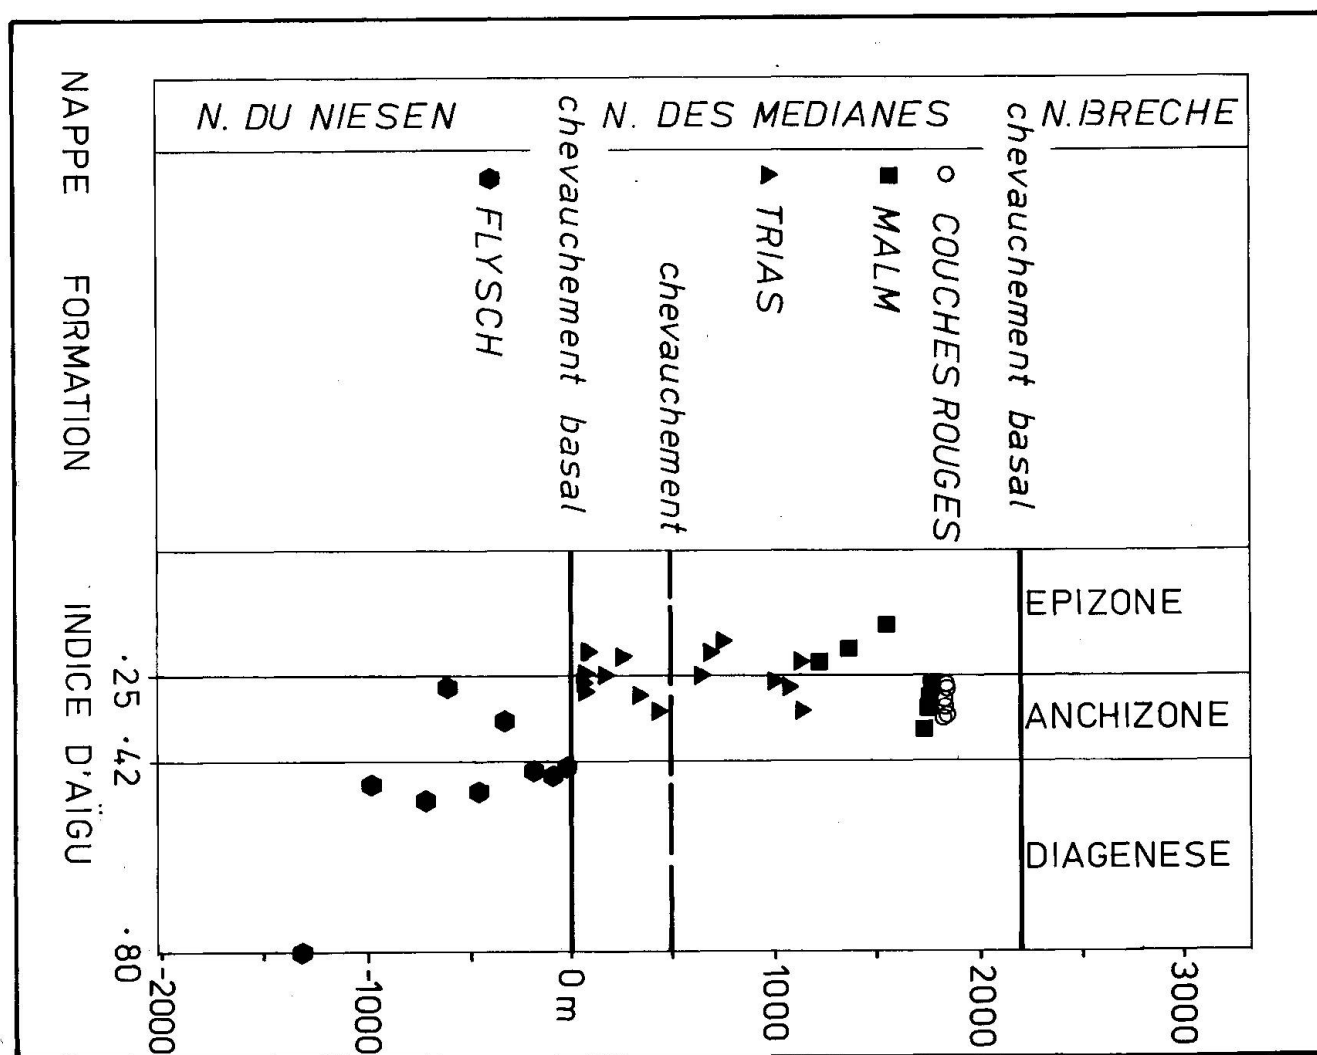 NAPPE
N. DU NIESEN
chevauchement basal
N. DES MEDIANES
chevauchement basal
N. BRECHE
FORMATION
FLYSCH
chevauchement
TRIAS
MALM
COUCHES ROUGES
INDICE D'AÏGU
.25
.42
.80
EPIZONE
ANCHIZONE
DIAGENESE
-2000
-1000
0 m
1000
2000
3000